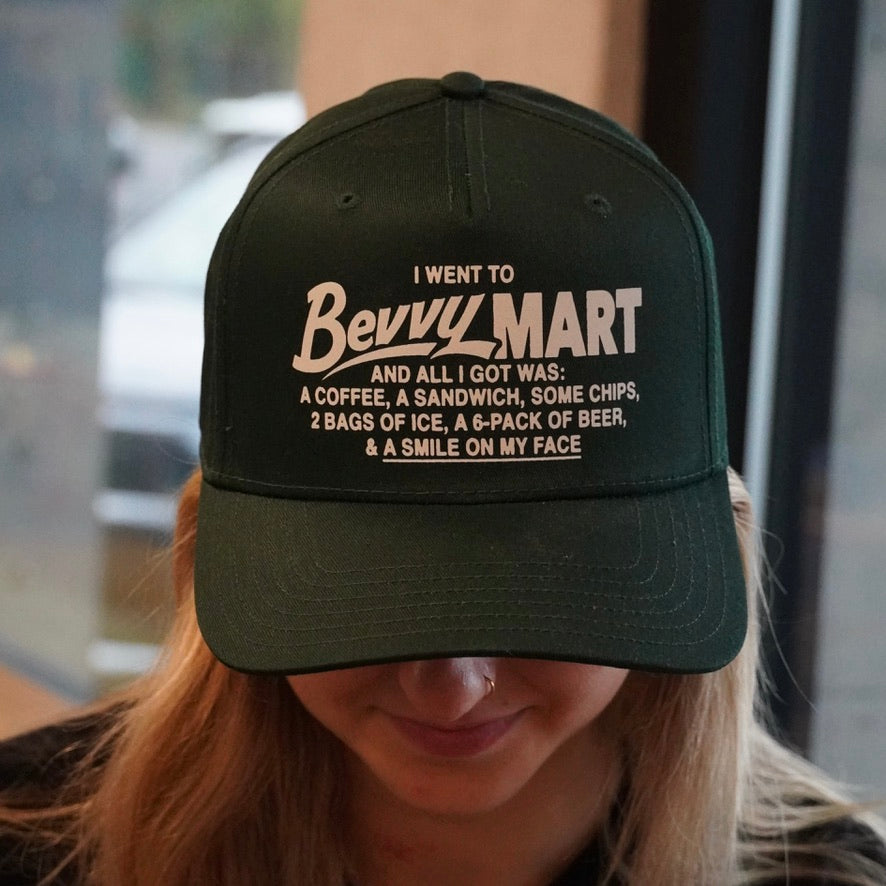 I WENT TO
Bevvy MART
AND ALL I GOT WAS:
A COFFEE, A SANDWICH, SOME CHIPS,
2 BAGS OF ICE, A 6-PACK OF BEER,
& A SMILE ON MY FACE